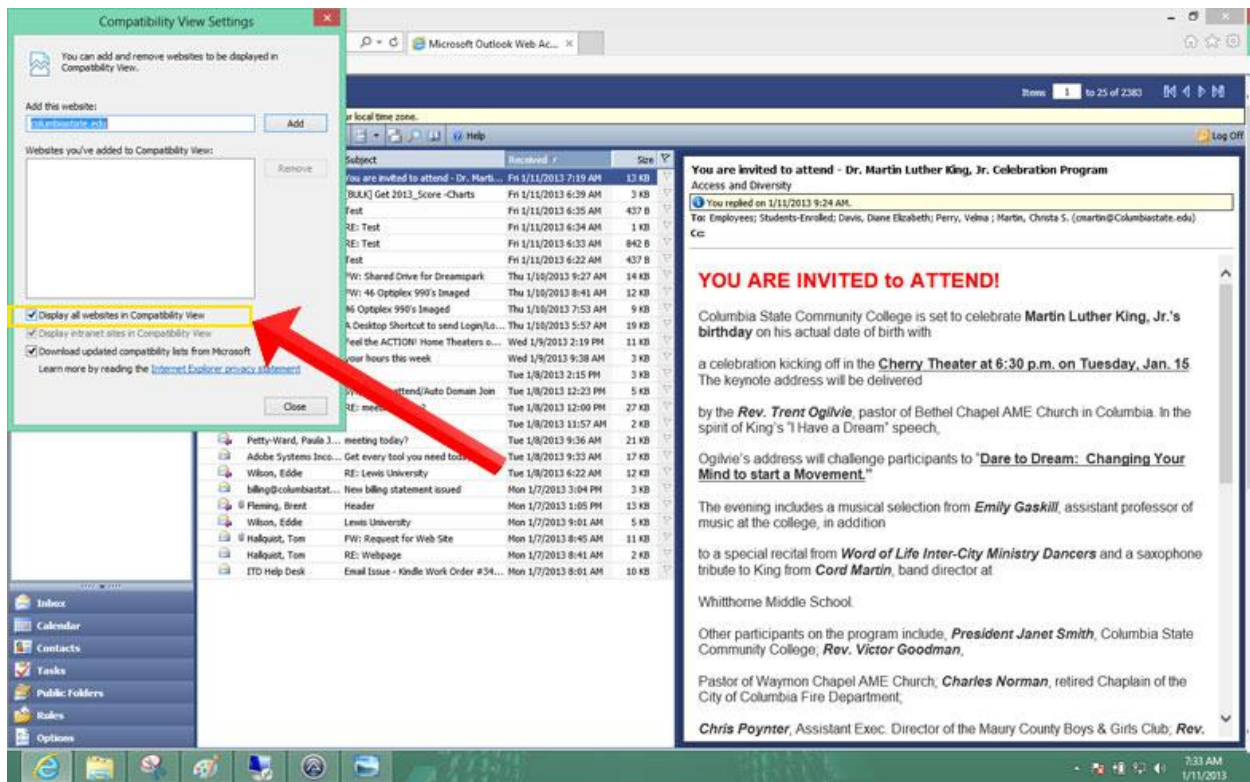 Compatibility View Settings
You can add and remove websites to be displayed in
Compatibility View.
Add this website:
columbiastate.edu
Add
Websites you've added to Compatibility View:
Remove
Display all websites in Compatibility View
Display intranet sites in Compatibility View
Download updated compatibility lists from Microsoft
Learn more by reading the Internet Explorer privacy statement
Close
Microsoft Outlook Web Ac...
Items 1 to 25 of 2383
ur local time zone.
Help
Log Off
Subject Received Size
You are invited to attend - Dr. Marti... Fri 1/11/2013 7:19 AM 13 KB
[BULK] Get 2013_Score -Charts Fri 1/11/2013 6:39 AM 3 KB
Test Fri 1/11/2013 6:35 AM 437 B
RE: Test Fri 1/11/2013 6:34 AM 1 KB
RE: Test Fri 1/11/2013 6:33 AM 842 B
Test Fri 1/11/2013 6:22 AM 437 B
FW: Shared Drive for Dreamspark Thu 1/10/2013 9:27 AM 14 KB
FW: 46 Optiplex 990's Imaged Thu 1/10/2013 8:41 AM 12 KB
46 Optiplex 990's Imaged Thu 1/10/2013 7:53 AM 9 KB
A Desktop Shortcut to send Login/Lo... Thu 1/10/2013 5:57 AM 19 KB
Feel the ACTION! Home Theaters o... Wed 1/9/2013 2:19 PM 11 KB
your hours this week Wed 1/9/2013 9:38 AM 3 KB
Tue 1/8/2013 2:15 PM 3 KB
attend/Auto Domain Join Tue 1/8/2013 12:23 PM 5 KB
RE: Tue 1/8/2013 12:00 PM 27 KB
Tue 1/8/2013 11:57 AM 2 KB
Petty-Ward, Paula J... meeting today? Tue 1/8/2013 9:36 AM 21 KB
Adobe Systems Inco... Get every tool you need Tue 1/8/2013 9:33 AM 17 KB
Wilson, Eddie RE: Lewis University Tue 1/8/2013 6:22 AM 12 KB
billing@columbiastat... New billing statement issued Mon 1/7/2013 3:04 PM 3 KB
Fleming, Brent Header Mon 1/7/2013 1:05 PM 13 KB
Wilson, Eddie Lewis University Mon 1/7/2013 9:01 AM 5 KB
Hallquist, Tom FW: Request for Web Site Mon 1/7/2013 8:45 AM 11 KB
Hallquist, Tom RE: Webpage Mon 1/7/2013 8:41 AM 2 KB
ITD Help Desk Email Issue - Kindle Work Order #34... Mon 1/7/2013 8:01 AM 10 KB
Inbox
Calendar
Contacts
Tasks
Public Folders
Rules
Options
You are invited to attend - Dr. Martin Luther King, Jr. Celebration Program
Access and Diversity
You replied on 1/11/2013 9:24 AM.
To: Employees; Students-Enrolled; Davis, Diane Elizabeth; Perry, Velma ; Martin, Christa S. (cmartin@Columbiastate.edu)
Cc:
YOU ARE INVITED to ATTEND!
Columbia State Community College is set to celebrate Martin Luther King, Jr.'s
birthday on his actual date of birth with
a celebration kicking off in the Cherry Theater at 6:30 p.m. on Tuesday, Jan. 15.
The keynote address will be delivered
by the Rev. Trent Ogilvie, pastor of Bethel Chapel AME Church in Columbia. In the
spirit of King's "I Have a Dream" speech,
Ogilvie's address will challenge participants to "Dare to Dream: Changing Your
Mind to start a Movement."
The evening includes a musical selection from Emily Gaskill, assistant professor of
music at the college, in addition
to a special recital from Word of Life Inter-City Ministry Dancers and a saxophone
tribute to King from Cord Martin, band director at
Whitthorne Middle School.
Other participants on the program include, President Janet Smith, Columbia State
Community College; Rev. Victor Goodman,
Pastor of Waymon Chapel AME Church; Charles Norman, retired Chaplain of the
City of Columbia Fire Department;
Chris Poynter, Assistant Exec. Director of the Maury County Boys & Girls Club; Rev.
7:33 AM
1/11/2013